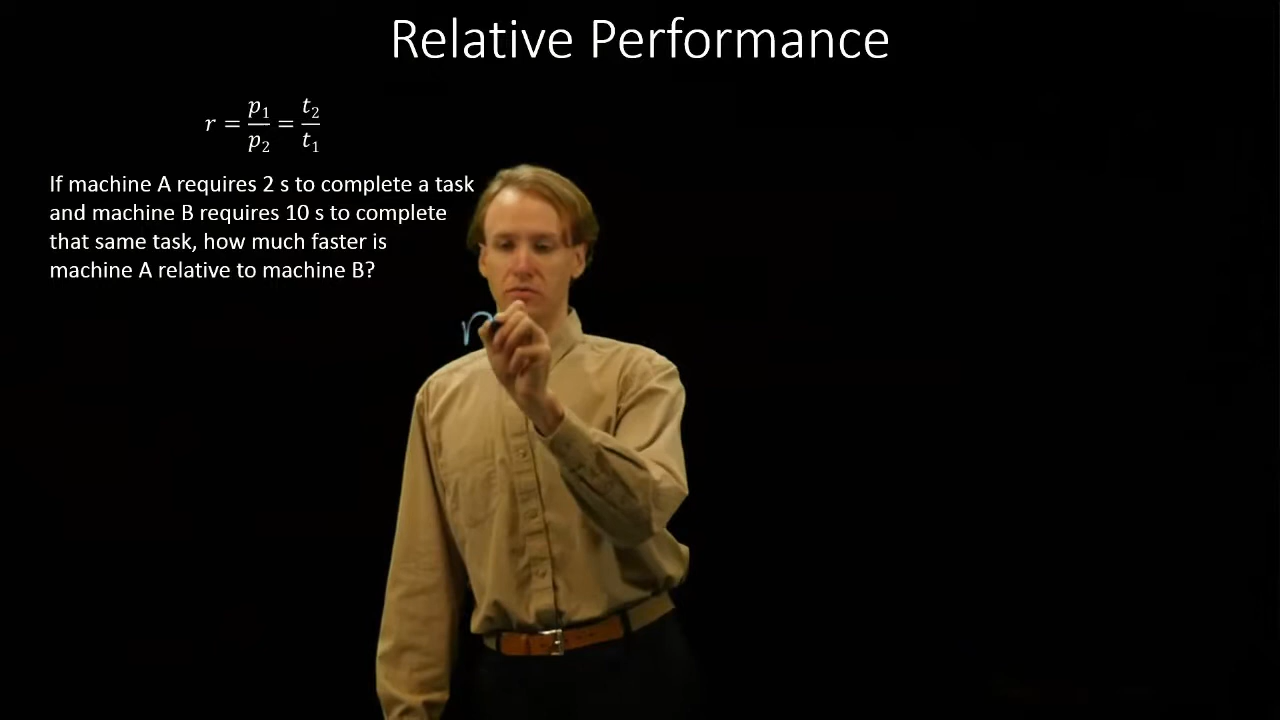 Relative Performance
r = p₁/p₂ = t₂/t₁
If machine A requires 2 s to complete a task
and machine B requires 10 s to complete
that same task, how much faster is
machine A relative to machine B?
r